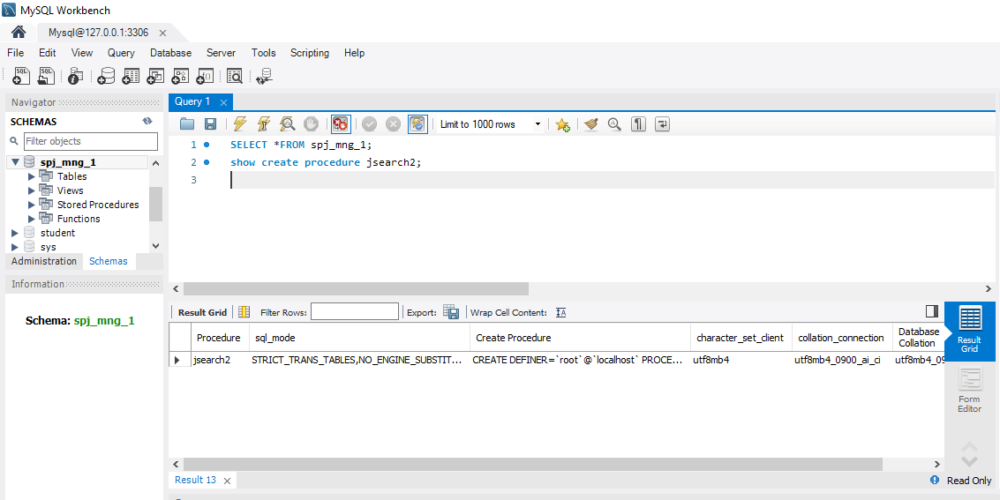 MySQL Workbench
Mysql@127.0.0.1:3306
File Edit View Query Database Server Tools Scripting Help
Navigator
SCHEMAS
Filter objects
spj_mng_1
Tables
Views
Stored Procedures
Functions
student
sys
Administration Schemas
Information
Schema: spj_mng_1
Query 1
Limit to 1000 rows
1 SELECT *FROM spj_mng_1;
2 show create procedure jsearch2;
3
Result Grid Filter Rows: Export: Wrap Cell Content:
Procedure sql_mode Create Procedure character_set_client collation_connection Database Collation
jsearch2 STRICT_TRANS_TABLES,NO_ENGINE_SUBSTIT... CREATE DEFINER=`root`@`localhost` PROCE... utf8mb4 utf8mb4_0900_ai_ci utf8mb4_09
Result Grid
Form Editor
Result 13
Read Only